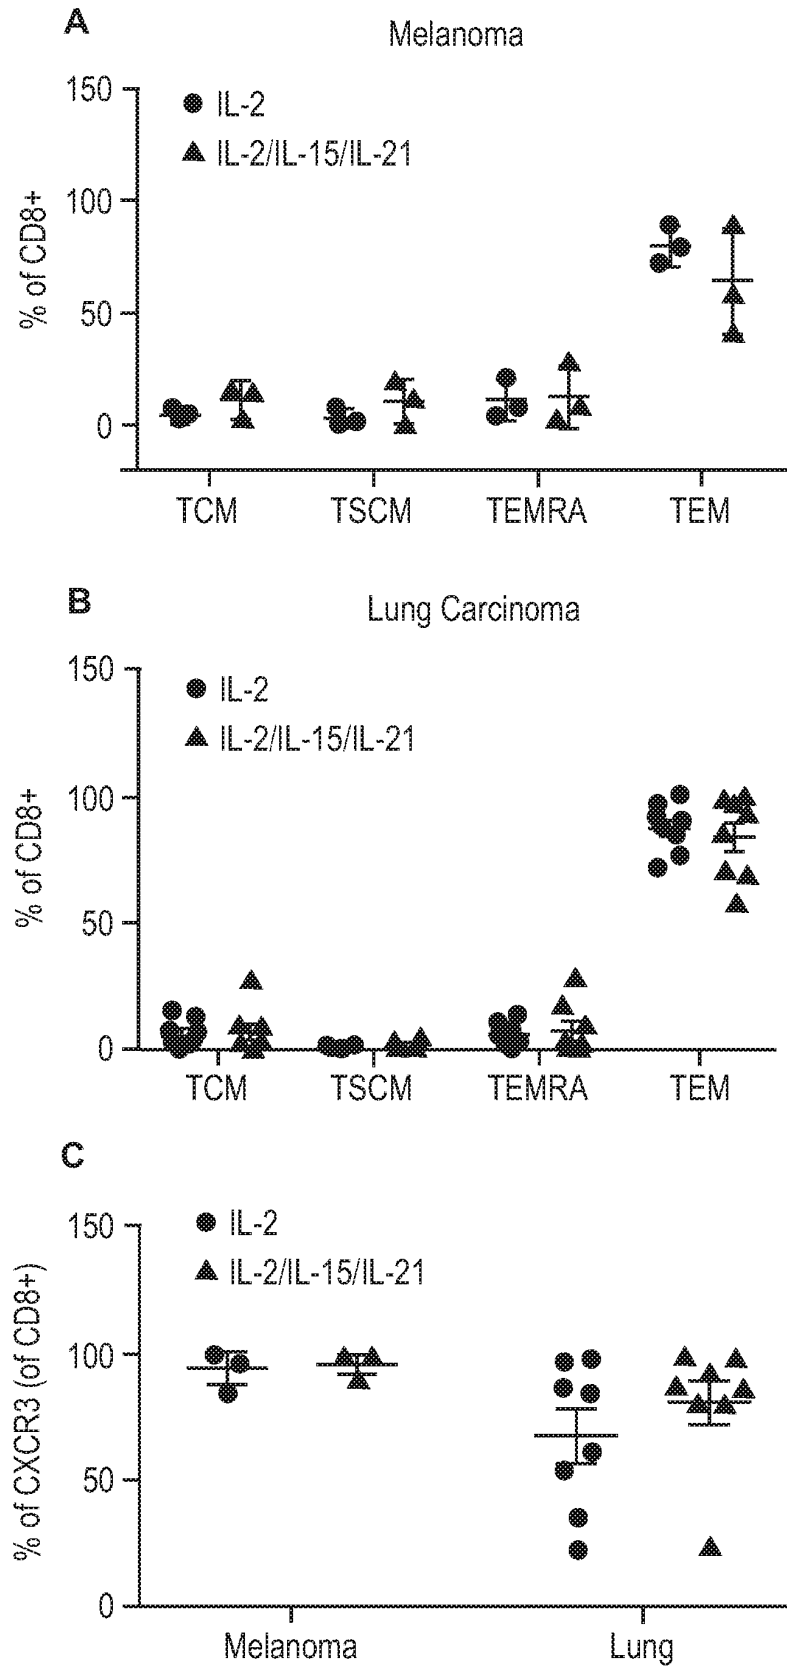 A
Melanoma
150
IL-2
IL-2/IL-15/IL-21
100
50
0
% of CD8+
TCM TSCM TEMRA TEM
B
Lung Carcinoma
150
IL-2
IL-2/IL-15/IL-21
100
50
0
% of CD8+
TCM TSCM TEMRA TEM
C
150
IL-2
IL-2/IL-15/IL-21
100
50
0
% of CXCR3 (of CD8+)
Melanoma Lung